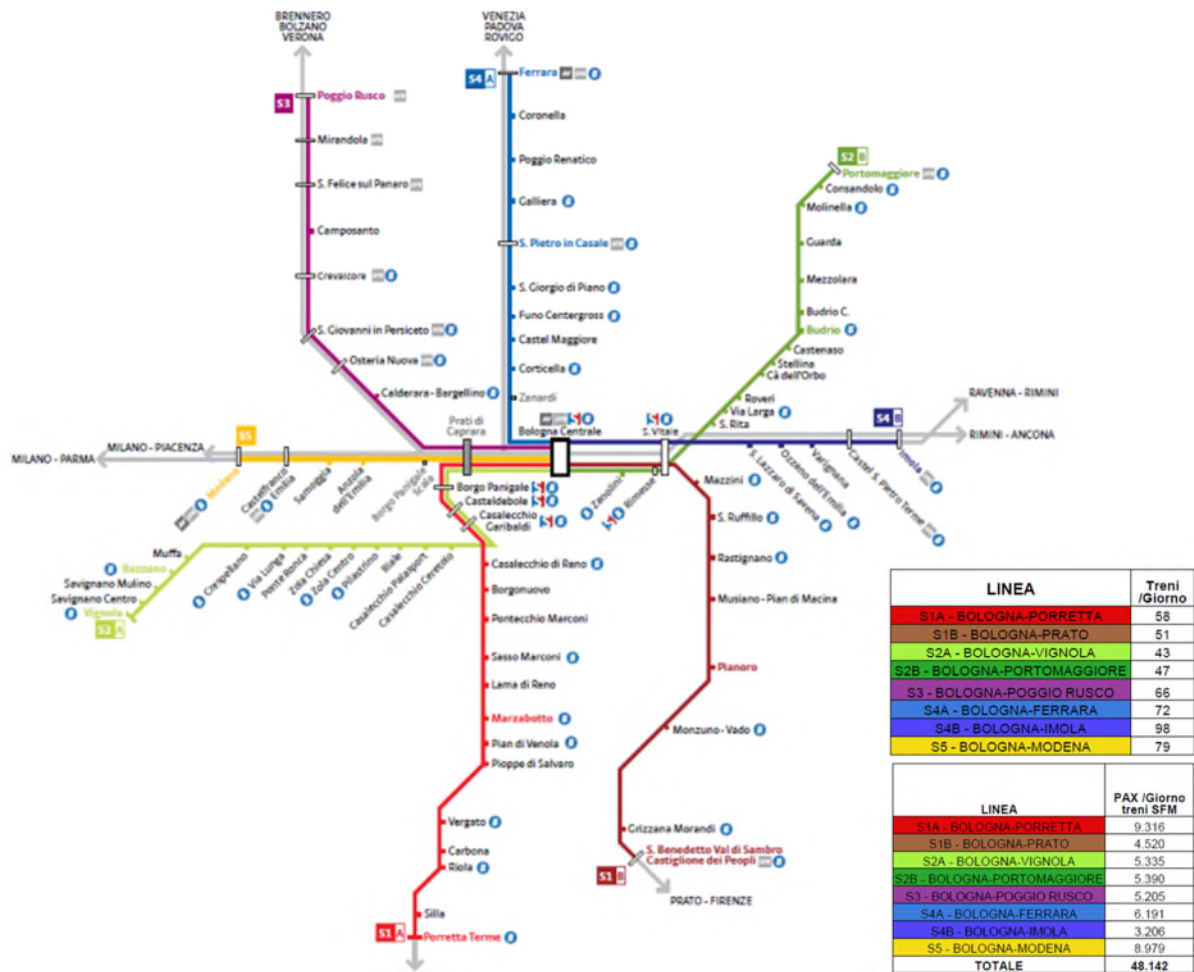 BRENNERO
BOLZANO
VERONA
VENEZIA
PADOVA
ROVIGO
S3
Poggio Rusco
Mirandola
S. Felice sul Panaro
Camposanto
Crevalcore
S. Giovanni in Persiceto
Osteria Nuova
Calderara - Bargellino
S4 A
Ferrara
Coronella
Poggio Renatico
Galliera
S. Pietro in Casale
S. Giorgio di Piano
Funo Centergross
Castel Maggiore
Corticella
Zanardi
S2 B
Portomaggiore
Consandolo
Molinella
Guarda
Mezzolara
Budrio C.
Budrio
Castenaso
Stellina
Cà dell'Orbo
Roveri
Via Larga
S. Rita
Prati di
Caprara
Bologna Centrale
S. Vitale
S4 B
RAVENNA - RIMINI
RIMINI - ANCONA
MILANO - PIACENZA
MILANO - PARMA
S5
Modena
Castelfranco
Emilia
Samoggia
Anzola
dell'Emilia
Borgo Panigale
Scala
Borgo Panigale
Casteldebole
Casalecchio
Garibaldi
Zanolini
Rimesse
S. Lazzaro di Savena
Ozzano dell'Emilia
Varignana
Castel S. Pietro Terme
Imola
Mazzini
S. Ruffillo
Rastignano
Musiano - Pian di Macina
Pianoro
Monzuno - Vado
Grizzana Morandi
S. Benedetto Val di Sambro
Castiglione dei Pepoli
S1 B
PRATO - FIRENZE
Muffa
Bazzano
Savignano Mulino
Savignano Centro
Vignola
S2 A
Crespellano
Via Lunga
Ponte Ronca
Zola Chiesa
Zola Centro
Pilastrino
Riale
Casalecchio Palasport
Casalecchio Ceretolo
Casalecchio di Reno
Borgonuovo
Pontecchio Marconi
Sasso Marconi
Lama di Reno
Marzabotto
Pian di Venola
Pioppe di Salvaro
Vergato
Carbona
Riola
Silla
S1 A
Porretta Terme
LINEA Treni
/Giorno
S1A - BOLOGNA-PORRETTA 58
S1B - BOLOGNA-PRATO 51
S2A - BOLOGNA-VIGNOLA 43
S2B - BOLOGNA-PORTOMAGGIORE 47
S3 - BOLOGNA-POGGIO RUSCO 66
S4A - BOLOGNA-FERRARA 72
S4B - BOLOGNA-IMOLA 98
S5 - BOLOGNA-MODENA 79
LINEA PAX /Giorno
treni SFM
S1A - BOLOGNA-PORRETTA 9.316
S1B - BOLOGNA-PRATO 4.520
S2A - BOLOGNA-VIGNOLA 5.335
S2B - BOLOGNA-PORTOMAGGIORE 5.390
S3 - BOLOGNA-POGGIO RUSCO 5.205
S4A - BOLOGNA-FERRARA 6.191
S4B - BOLOGNA-IMOLA 3.206
S5 - BOLOGNA-MODENA 8.979
TOTALE 48.142